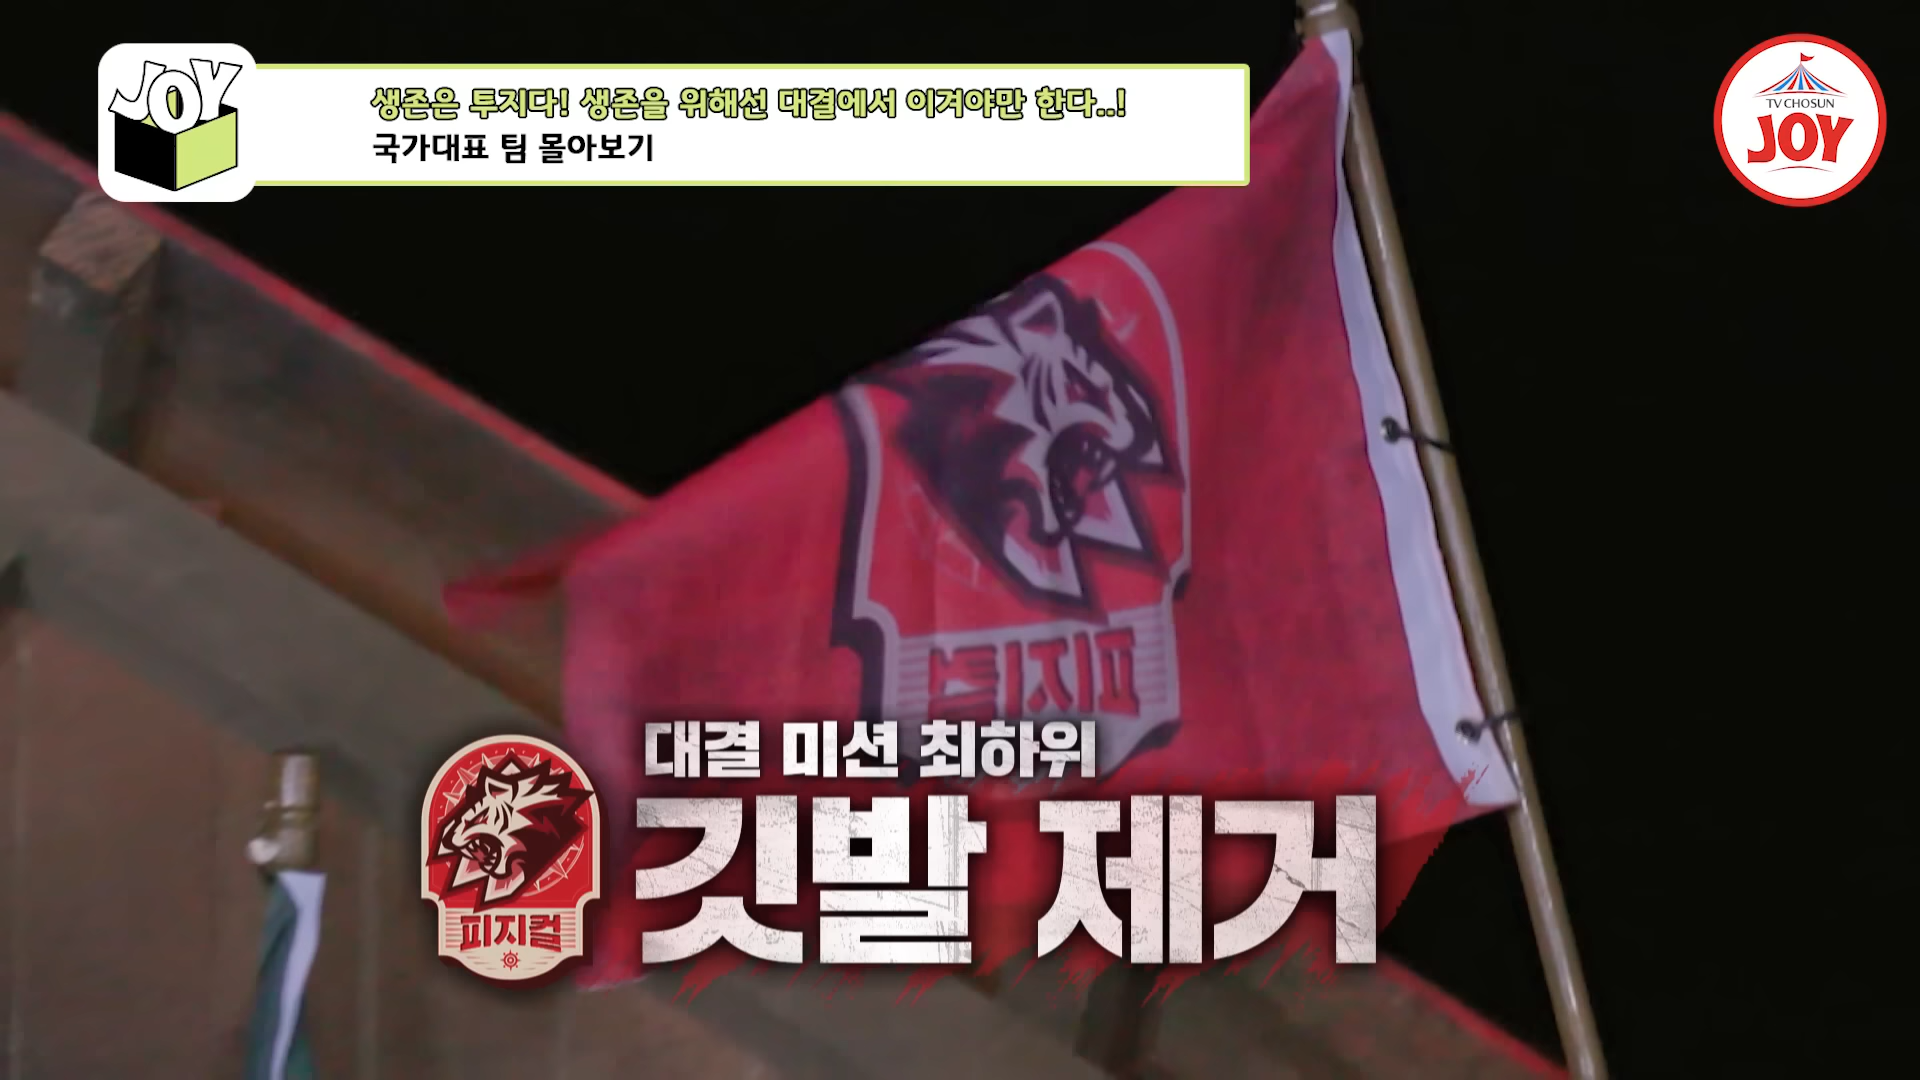 JOY
생존은 투지다! 생존을 위해선 대결에서 이겨야만 한다..!
국가대표 팀 몰아보기
TV CHOSUN
JOY
피지컬
대결 미션 최하위
깃발 제거
피지컬